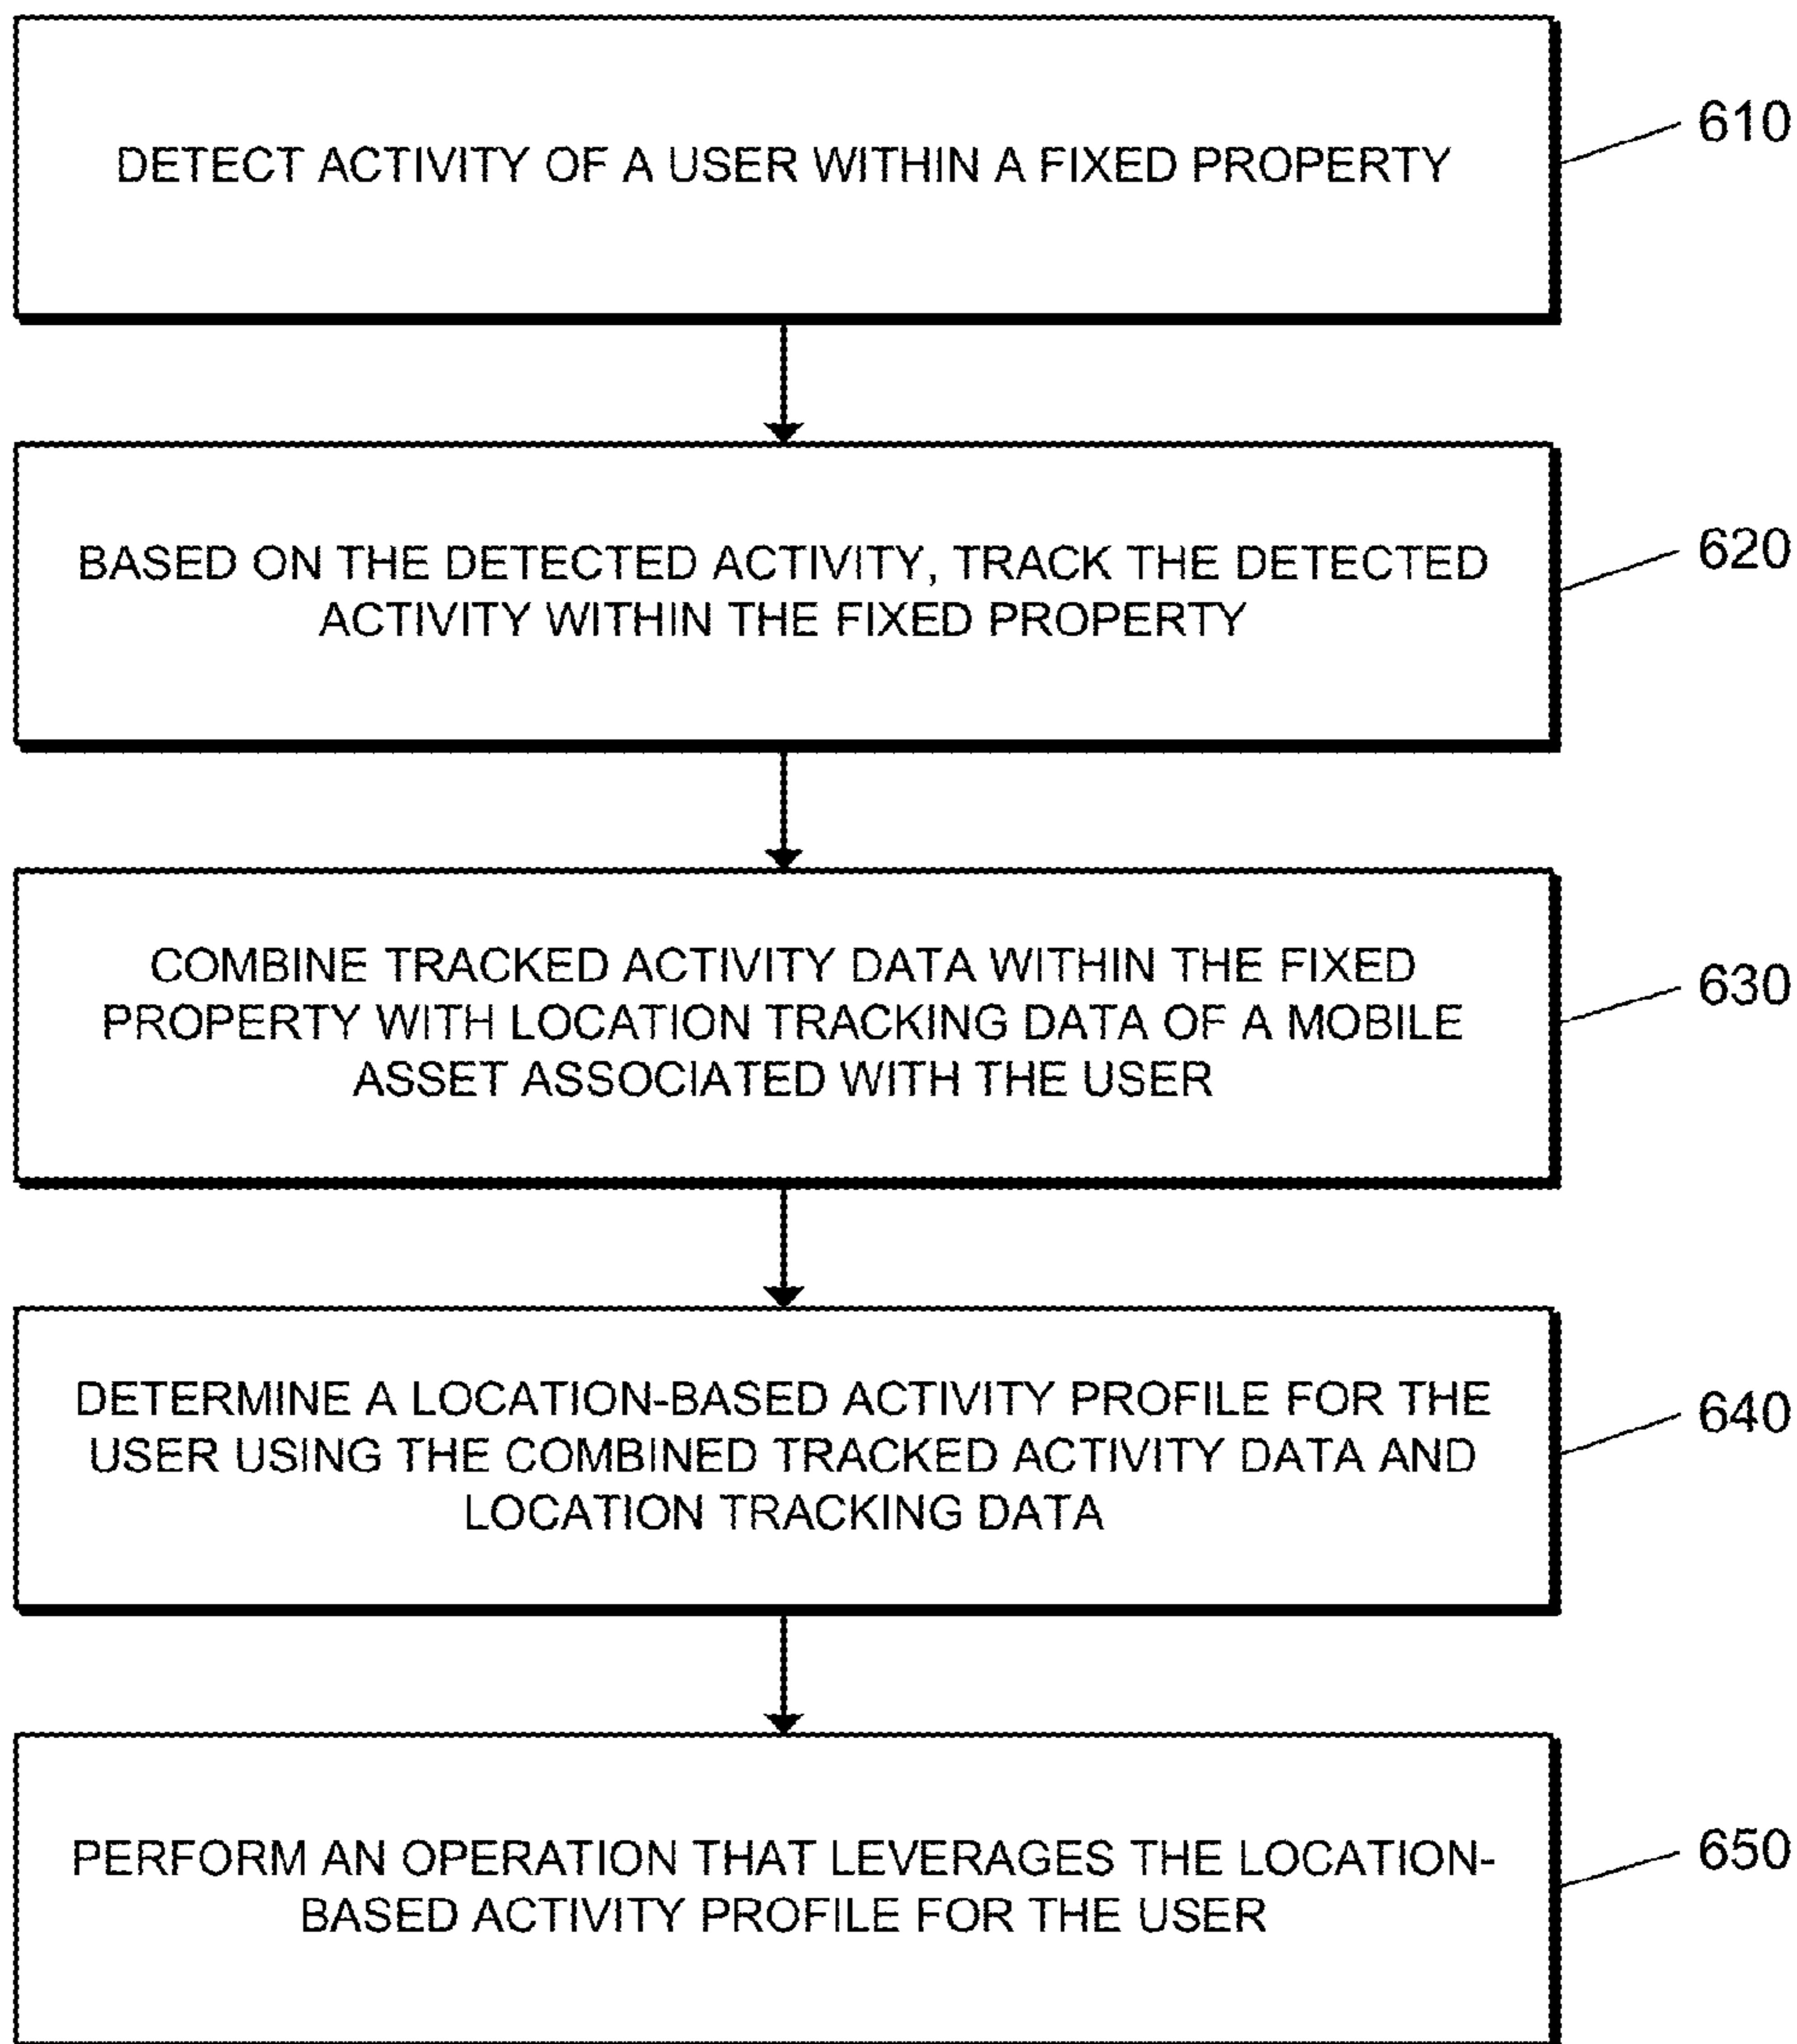 DETECT ACTIVITY OF A USER WITHIN A FIXED PROPERTY
610
BASED ON THE DETECTED ACTIVITY, TRACK THE DETECTED
ACTIVITY WITHIN THE FIXED PROPERTY
620
COMBINE TRACKED ACTIVITY DATA WITHIN THE FIXED
PROPERTY WITH LOCATION TRACKING DATA OF A MOBILE
ASSET ASSOCIATED WITH THE USER
630
DETERMINE A LOCATION-BASED ACTIVITY PROFILE FOR THE
USER USING THE COMBINED TRACKED ACTIVITY DATA AND
LOCATION TRACKING DATA
640
PERFORM AN OPERATION THAT LEVERAGES THE LOCATION-
BASED ACTIVITY PROFILE FOR THE USER
650